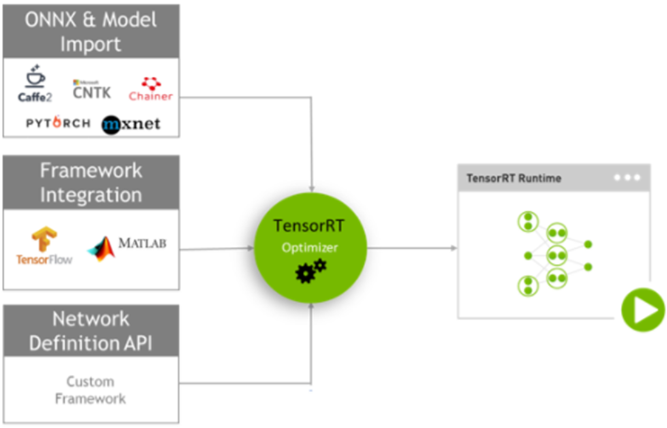 ONNX & Model
Import
Caffe2
Microsoft
CNTK
Chainer
PYTORCH
mxnet
Framework
Integration
TensorFlow
MATLAB
Network
Definition API
Custom
Framework
TensorRT
Optimizer
TensorRT Runtime